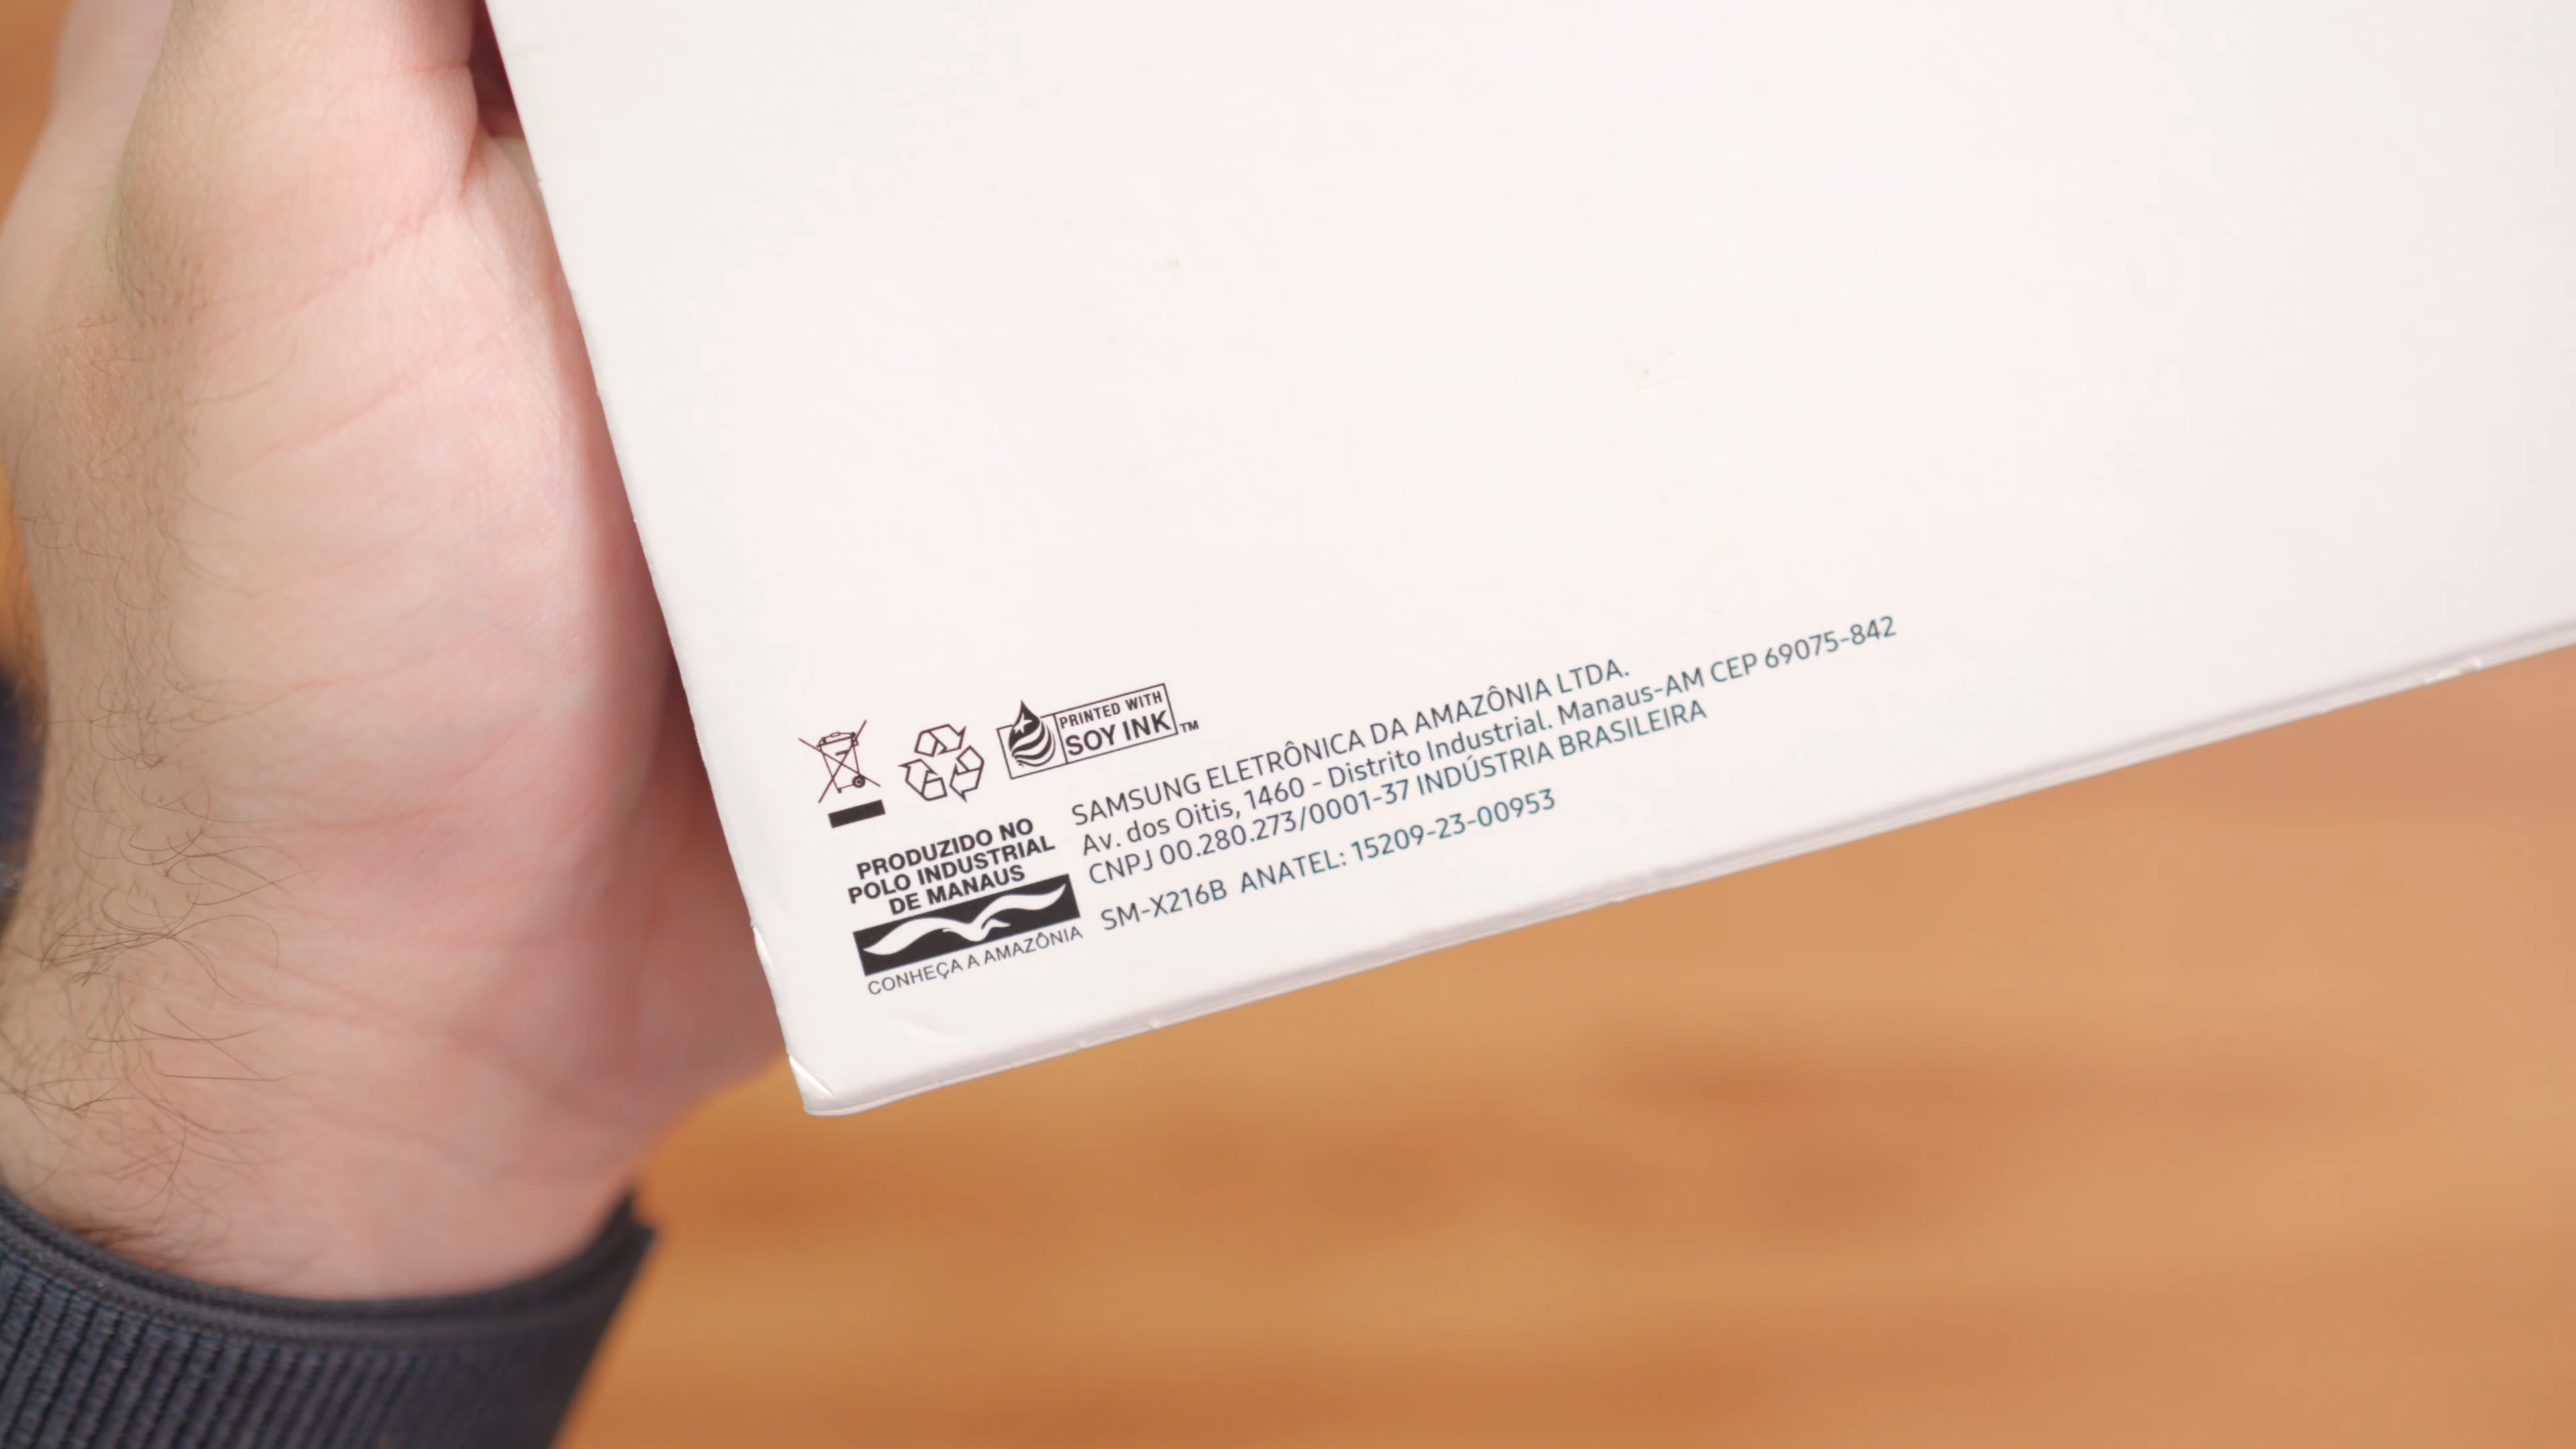 PRINTED WITH
SOY INK™
PRODUZIDO NO
POLO INDUSTRIAL
DE MANAUS
CONHEÇA A AMAZÔNIA
SAMSUNG ELETRÔNICA DA AMAZÔNIA LTDA.
Av. dos Oitis, 1460 - Distrito Industrial. Manaus-AM CEP 69075-842
CNPJ 00.280.273/0001-37 INDÚSTRIA BRASILEIRA
SM-X216B ANATEL: 15209-23-00953